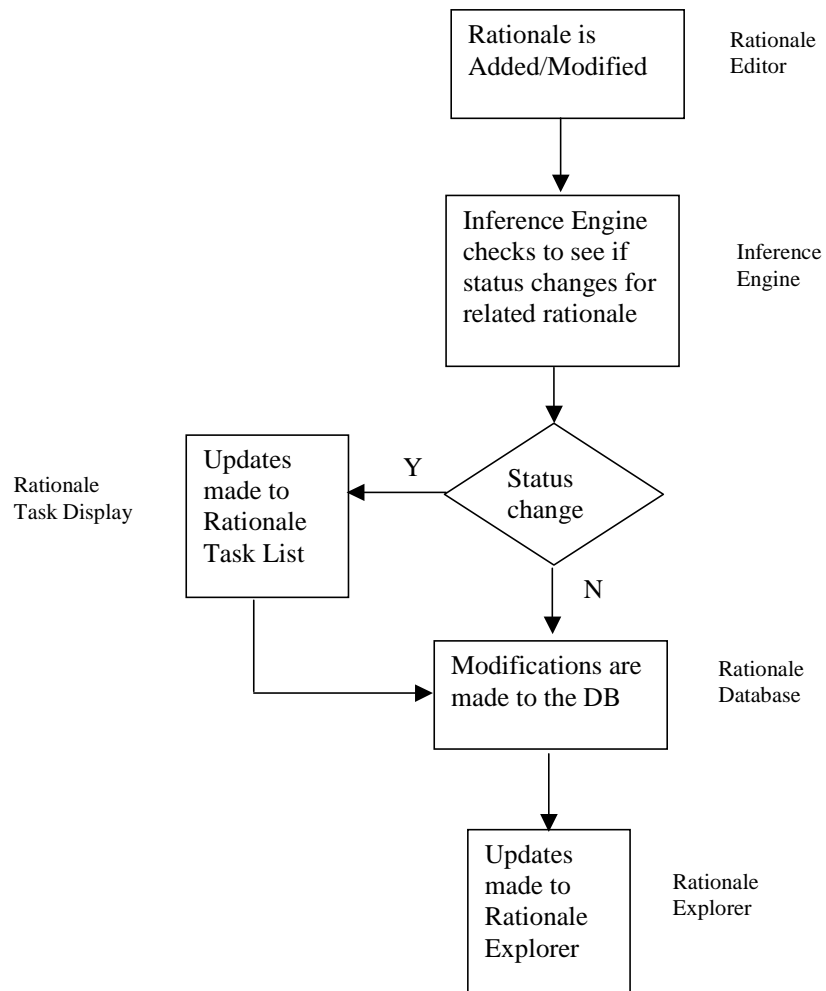 Rationale is
Added/Modified
Rationale
Editor
Inference Engine
checks to see if
status changes for
related rationale
Inference
Engine
Status
change
Y
N
Updates
made to
Rationale
Task List
Rationale
Task Display
Modifications are
made to the DB
Rationale
Database
Updates
made to
Rationale
Explorer
Rationale
Explorer